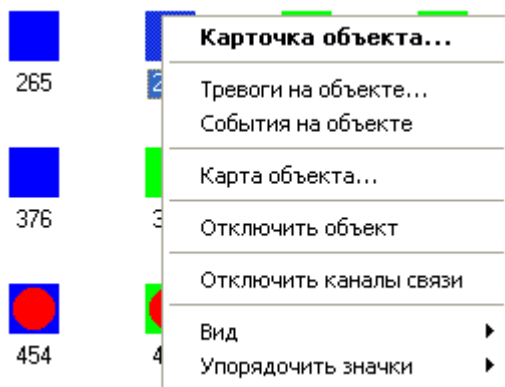 265
Карточка объекта...
Тревоги на объекте...
События на объекте
Карта объекта...
Отключить объект
Отключить каналы связи
Вид
Упорядочить значки
376
454